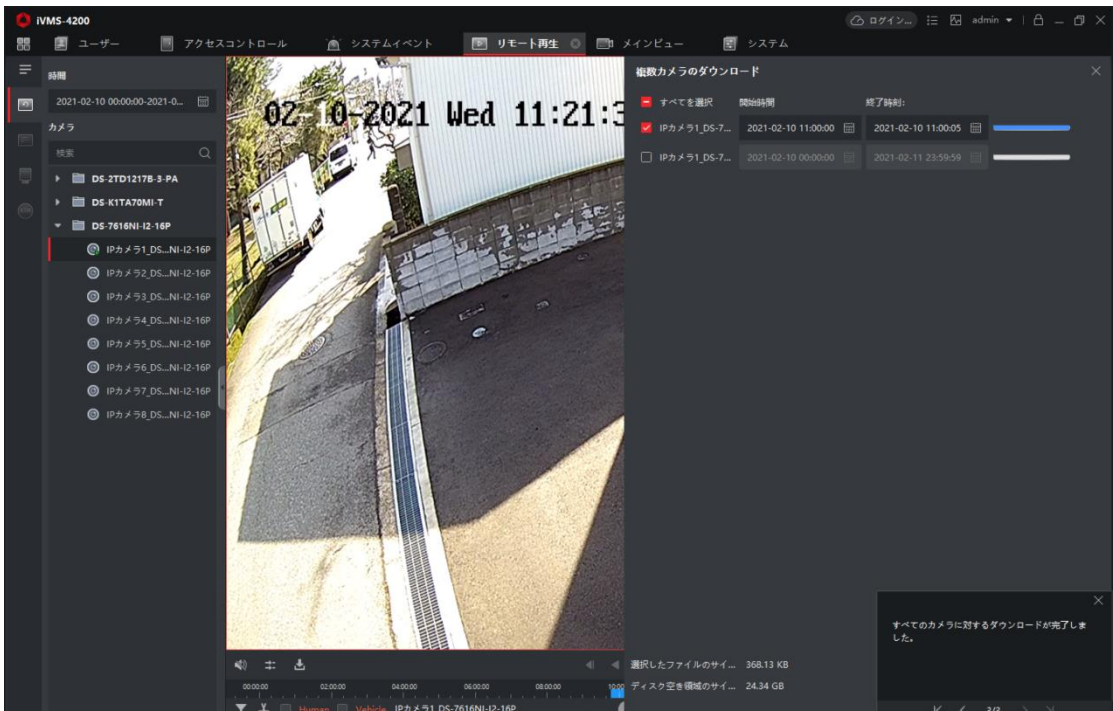 iVMS-4200
ログイン...
admin
ユーザー
アクセスコントロール
システムイベント
リモート再生
メインビュー
システム
時間
2021-02-10 00:00:00-2021-0...
カメラ
検索
DS-2TD1217B-3-PA
DS-K1TA70MI-T
DS-7616NI-I2-16P
IPカメラ1_DS...NI-I2-16P
IPカメラ2_DS...NI-I2-16P
IPカメラ3_DS...NI-I2-16P
IPカメラ4_DS...NI-I2-16P
IPカメラ5_DS...NI-I2-16P
IPカメラ6_DS...NI-I2-16P
IPカメラ7_DS...NI-I2-16P
IPカメラ8_DS...NI-I2-16P
02-10-2021 Wed 11:21:3
00:00:00 02:00:00 04:00:00 06:00:00 08:00:00 10:00
Human Vehicle IPカメラ1_DS-7616NI-I2-16P
複数カメラのダウンロード
すべてを選択 開始時間 終了時刻:
IPカメラ1_DS-7... 2021-02-10 11:00:00 2021-02-10 11:00:05
IPカメラ1_DS-7... 2021-02-10 00:00:00 2021-02-11 23:59:59
選択したファイルのサイ... 368.13 KB
ディスク空き領域のサイ... 24.34 GB
すべてのカメラに対するダウンロードが完了しま
した。